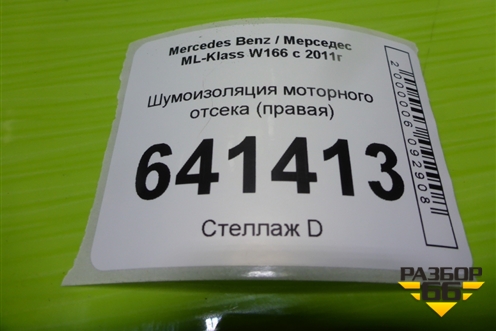 Mercedes Benz / Мерседес
ML-Klass W166 с 2011г
Шумоизоляция моторного
отсека (правая)
641413
Стеллаж D
2000006092908
РАЗБОР
66